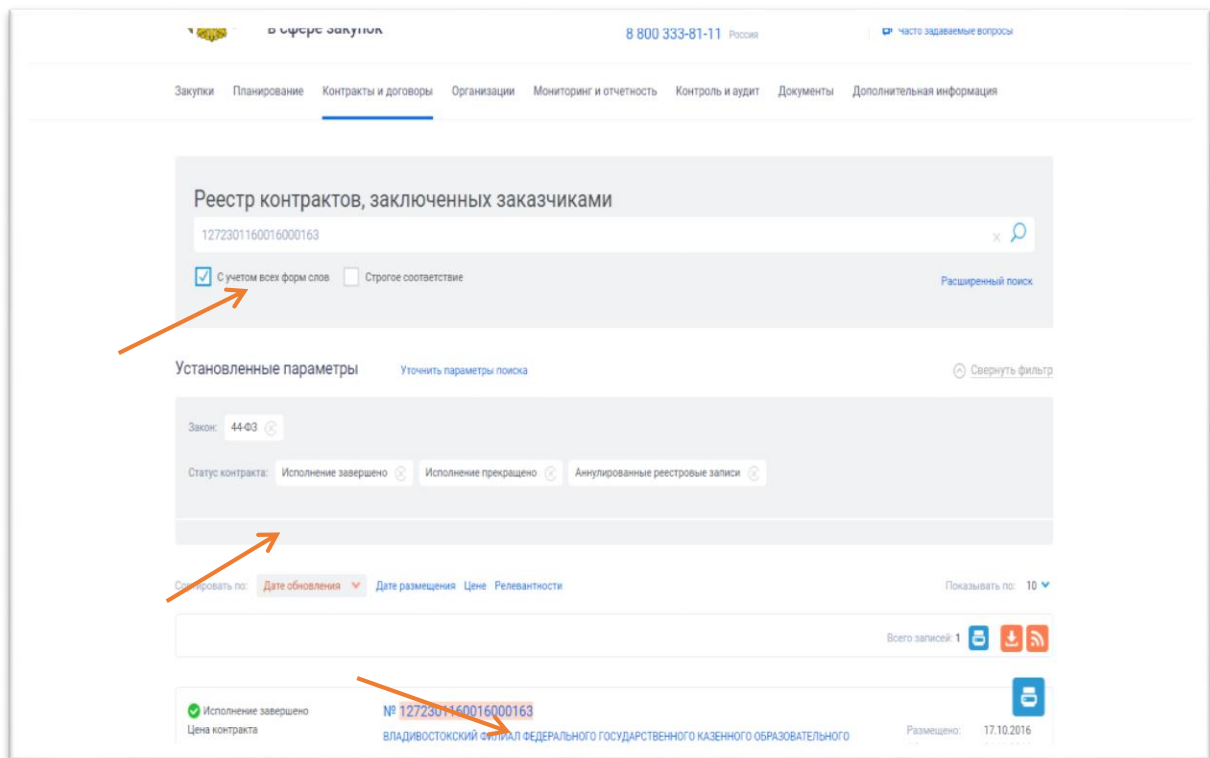 в сфере закупок
8 800 333-81-11 Россия
Часто задаваемые вопросы
Закупки Планирование Контракты и договоры Организации Мониторинг и отчетность Контроль и аудит Документы Дополнительная информация
Реестр контрактов, заключенных заказчиками
1272301160016000163
С учетом всех форм слов Строгое соответствие
Расширенный поиск
Установленные параметры Уточнить параметры поиска Свернуть фильтр
Закон: 44-ФЗ
Статус контракта: Исполнение завершено Исполнение прекращено Аннулированные реестровые записи
Сортировать по: Дате обновления Дате размещения Цене Релевантности Показывать по: 10
Всего записей: 1
Исполнение завершено № 1272301160016000163
Цена контракта
ВЛАДИВОСТОКСКИЙ ФИЛИАЛ ФЕДЕРАЛЬНОГО ГОСУДАРСТВЕННОГО КАЗЕННОГО ОБРАЗОВАТЕЛЬНОГО
Размещено: 17.10.2016